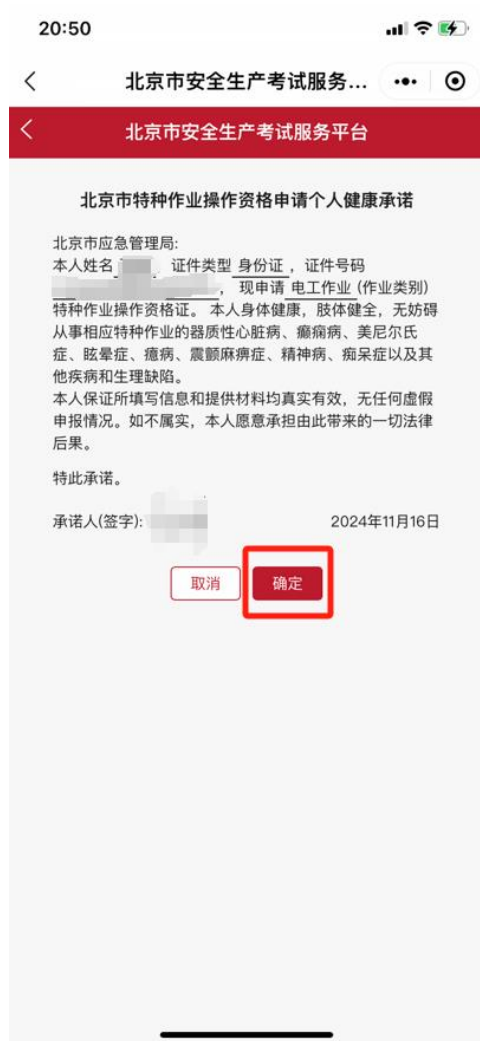 20:50
北京市安全生产考试服务...
北京市安全生产考试服务平台
北京市特种作业操作资格申请个人健康承诺
北京市应急管理局:
本人姓名 证件类型 身份证 ，证件号码
， 现申请 电工作业 (作业类别)
特种作业操作资格证。 本人身体健康，肢体健全，无妨碍
从事相应特种作业的器质性心脏病、癫痫病、美尼尔氏
症、眩晕症、癔病、震颤麻痹症、精神病、痴呆症以及其
他疾病和生理缺陷。
本人保证所填写信息和提供材料均真实有效，无任何虚假
申报情况。如不属实，本人愿意承担由此带来的一切法律
后果。
特此承诺。
承诺人(签字): 2024年11月16日
取消 确定